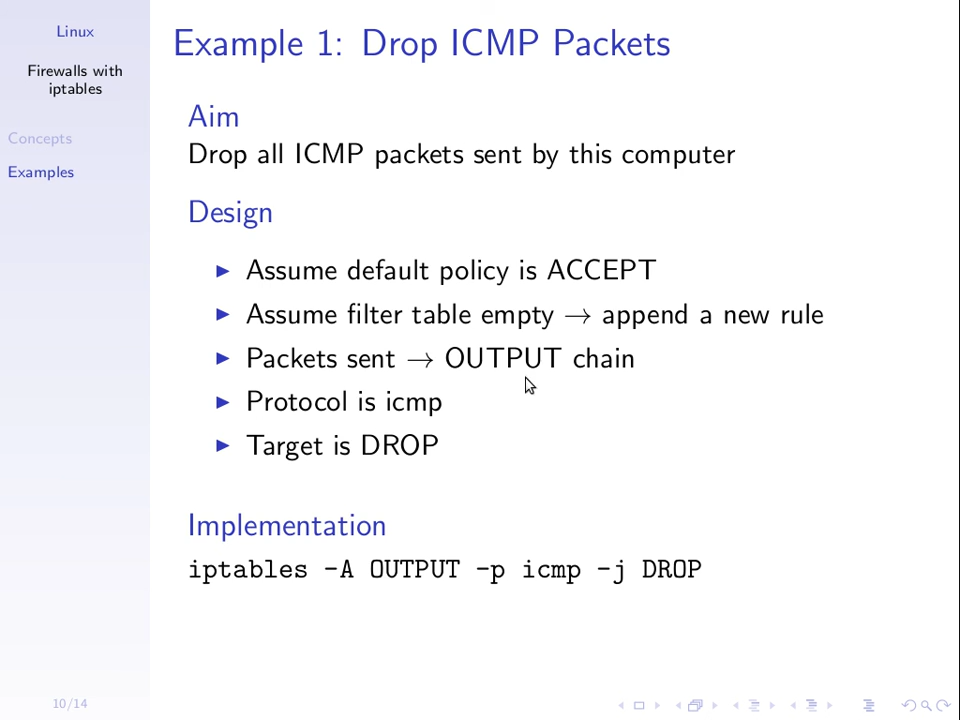 Linux
Firewalls with
iptables
Concepts
Examples
Example 1: Drop ICMP Packets
Aim
Drop all ICMP packets sent by this computer
Design
Assume default policy is ACCEPT
Assume filter table empty → append a new rule
Packets sent → OUTPUT chain
Protocol is icmp
Target is DROP
Implementation
iptables -A OUTPUT -p icmp -j DROP
10/14